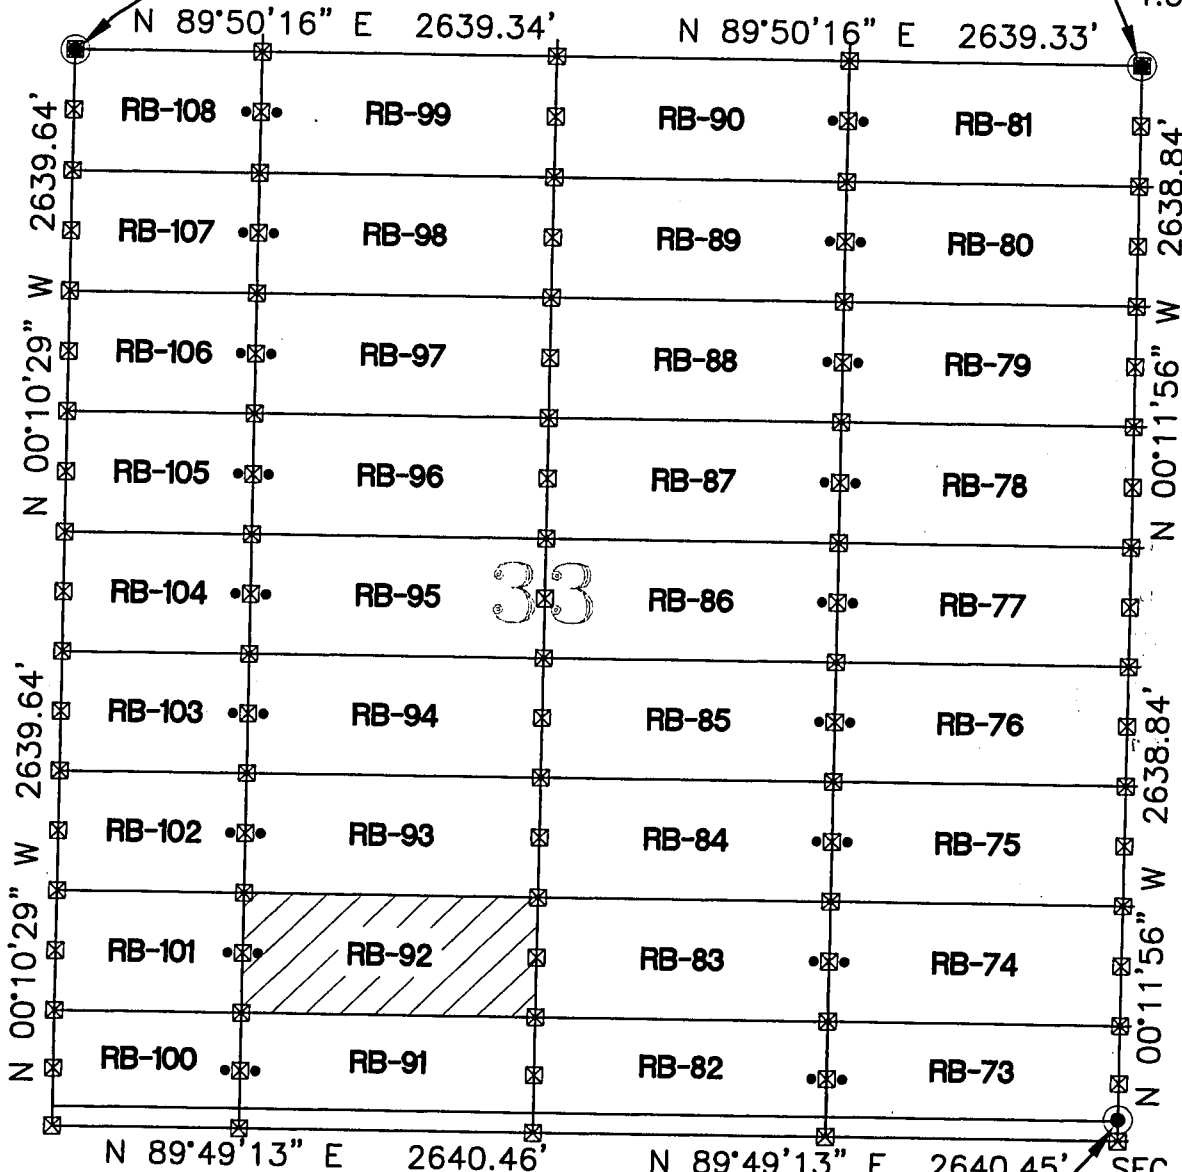 N 89°50'16" E 2639.34' N 89°50'16" E 2639.33'
RB-108 RB-99 RB-90 RB-81
2639.64' 2638.84'
RB-107 RB-98 RB-89 RB-80
N 00°10'29" W N 00°11'56" W
RB-106 RB-97 RB-88 RB-79
RB-105 RB-96 RB-87 RB-78
RB-104 RB-95 33 RB-86 RB-77
RB-103 RB-94 RB-85 RB-76
2639.64' 2638.84'
RB-102 RB-93 RB-84 RB-75
N 00°10'29" W N 00°11'56" W
RB-101 RB-92 RB-83 RB-74
RB-100 RB-91 RB-82 RB-73
N 89°49'13" E 2640.46' N 89°49'13" E 2640.45' SEC